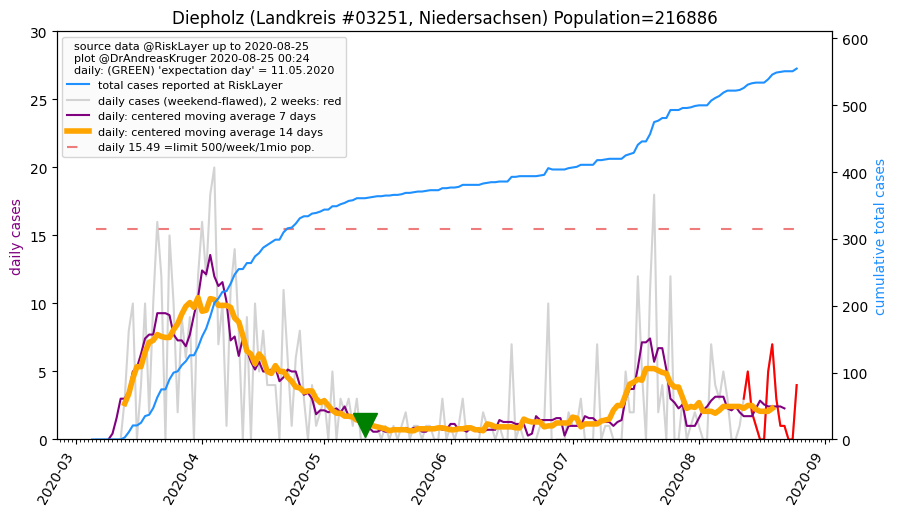 Diepholz (Landkreis #03251, Niedersachsen) Population=216886
source data @RiskLayer up to 2020-08-25
plot @DrAndreasKruger 2020-08-25 00:24
daily: (GREEN) 'expectation day' = 11.05.2020
total cases reported at RiskLayer
daily cases (weekend-flawed), 2 weeks: red
daily: centered moving average 7 days
daily: centered moving average 14 days
daily 15.49 =limit 500/week/1mio pop.
daily cases
30
25
20
15
10
5
0
600
500
400
300
200
100
0
cumulative total cases
2020-03
2020-04
2020-05
2020-06
2020-07
2020-08
2020-09